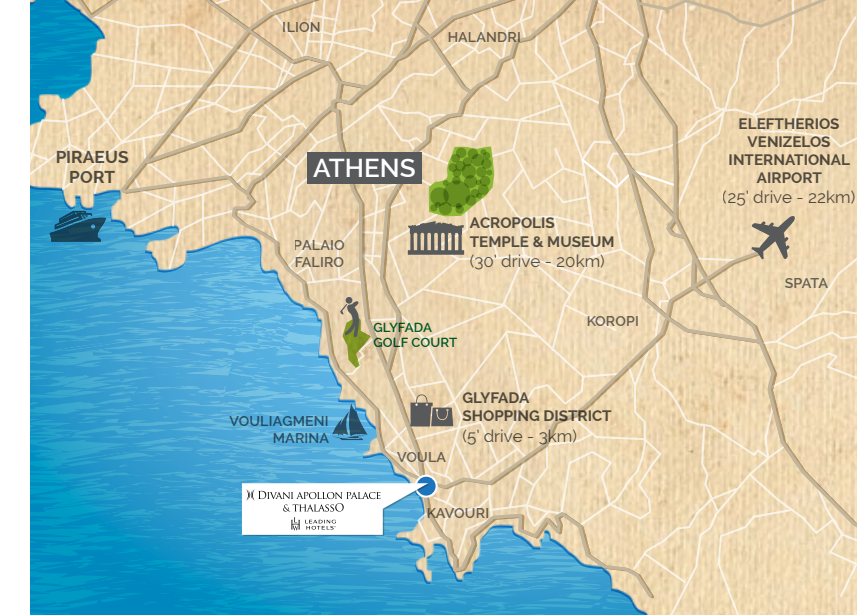 ILION
HALANDRI
ELEFTHERIOS
VENIZELOS
INTERNATIONAL
AIRPORT
(25' drive - 22km)
PIRAEUS
PORT
ATHENS
ACROPOLIS
TEMPLE & MUSEUM
(30' drive - 20km)
PALAIO
FALIRO
SPATA
KOROPI
GLYFADA
GOLF COURT
GLYFADA
SHOPPING DISTRICT
(5' drive - 3km)
VOULIAGMENI
MARINA
VOULA
DIVANI APOLLON PALACE
& THALASSO
LEADING
HOTELS
KAVOURI